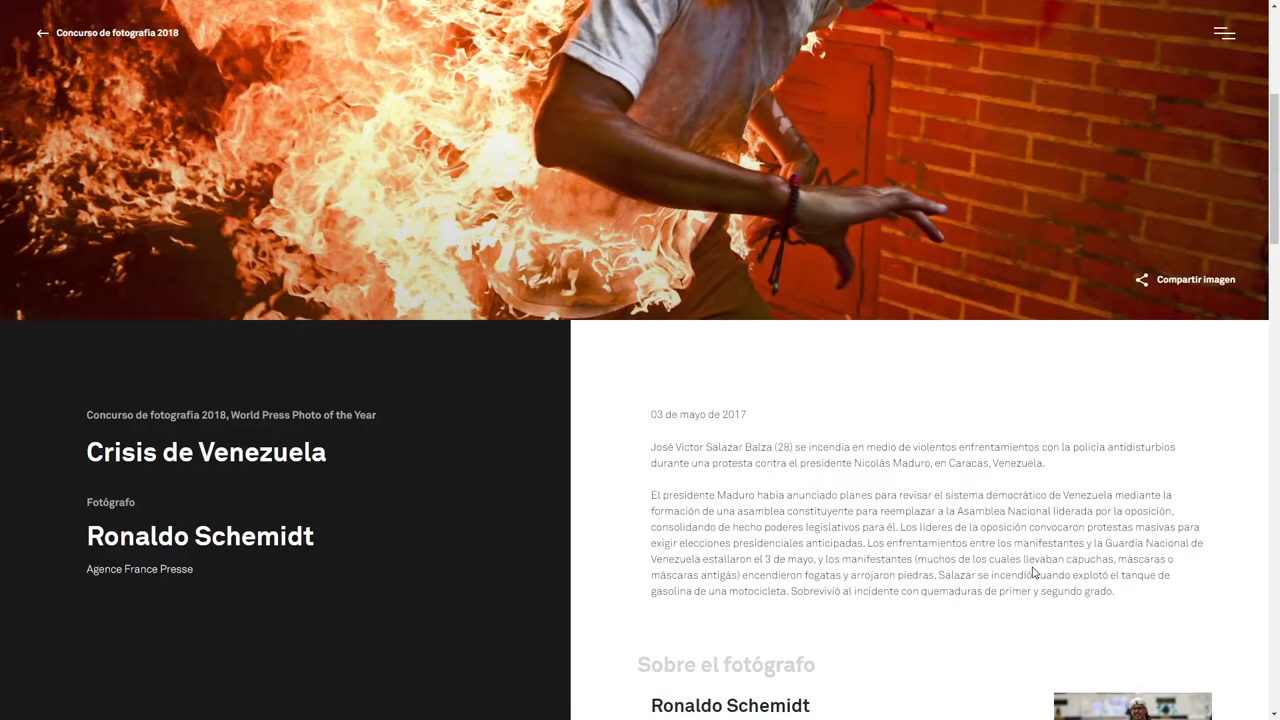 Concurso de fotografia 2018
Compartir imagen
Concurso de fotografia 2018, World Press Photo of the Year
Crisis de Venezuela
Fotógrafo
Ronaldo Schemidt
Agence France Presse
03 de mayo de 2017
José Víctor Salazar Balza (28) se incendia en medio de violentos enfrentamientos con la policía antidisturbios
durante una protesta contra el presidente Nicolás Maduro, en Caracas, Venezuela.
El presidente Maduro había anunciado planes para revisar el sistema democrático de Venezuela mediante la
formación de una asamblea constituyente para reemplazar a la Asamblea Nacional liderada por la oposición,
consolidando de hecho poderes legislativos para él. Los líderes de la oposición convocaron protestas masivas para
exigir elecciones presidenciales anticipadas. Los enfrentamientos entre los manifestantes y la Guardia Nacional de
Venezuela estallaron el 3 de mayo, y los manifestantes (muchos de los cuales llevaban capuchas, máscaras o
máscaras antigás) encendieron fogatas y arrojaron piedras. Salazar se incendió cuando explotó el tanque de
gasolina de una motocicleta. Sobrevivió al incidente con quemaduras de primer y segundo grado.
Sobre el fotógrafo
Ronaldo Schemidt